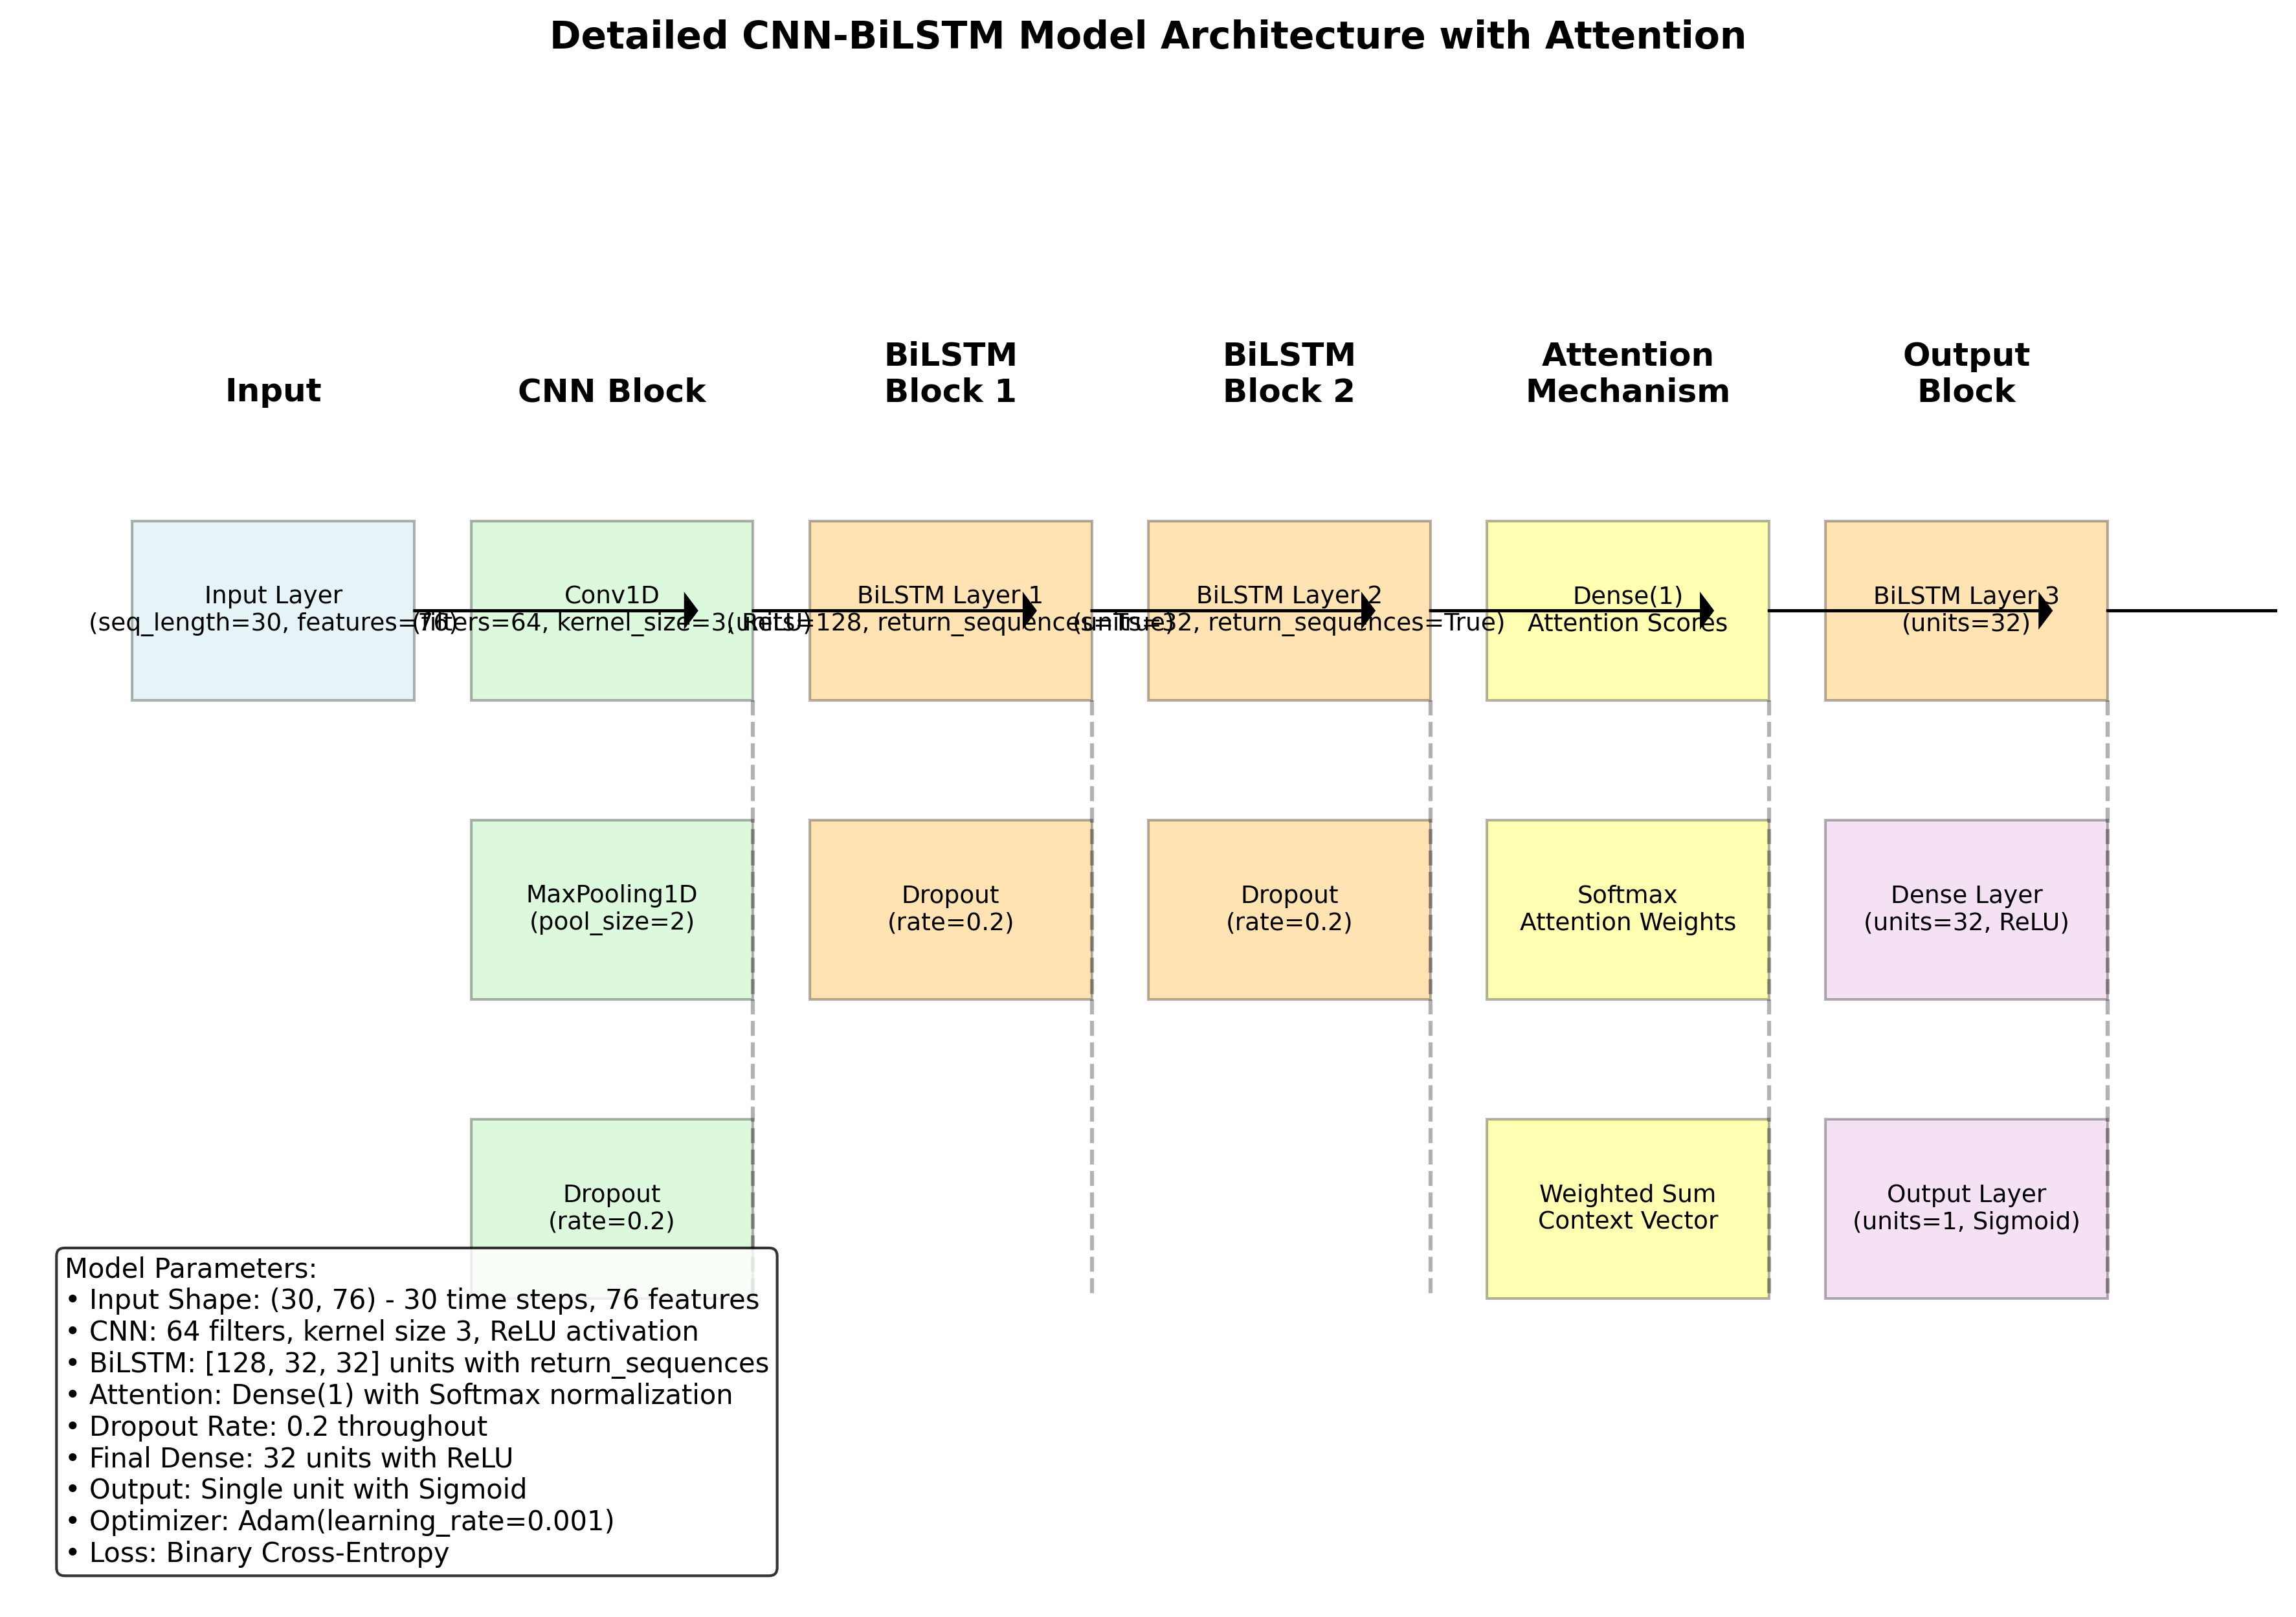 Detailed CNN-BiLSTM Model Architecture with Attention
Input
CNN Block
BiLSTM
Block 1
BiLSTM
Block 2
Attention
Mechanism
Output
Block
Input Layer
(seq_length=30, features=76)
Conv1D
(filters=64, kernel_size=3, ReLU)
BiLSTM Layer 1
(units=128, return_sequences=True)
BiLSTM Layer 2
(units=32, return_sequences=True)
Dense(1)
Attention Scores
BiLSTM Layer 3
(units=32)
MaxPooling1D
(pool_size=2)
Dropout
(rate=0.2)
Dropout
(rate=0.2)
Softmax
Attention Weights
Dense Layer
(units=32, ReLU)
Dropout
(rate=0.2)
Weighted Sum
Context Vector
Output Layer
(units=1, Sigmoid)
Model Parameters:
• Input Shape: (30, 76) - 30 time steps, 76 features
• CNN: 64 filters, kernel size 3, ReLU activation
• BiLSTM: [128, 32, 32] units with return_sequences
• Attention: Dense(1) with Softmax normalization
• Dropout Rate: 0.2 throughout
• Final Dense: 32 units with ReLU
• Output: Single unit with Sigmoid
• Optimizer: Adam(learning_rate=0.001)
• Loss: Binary Cross-Entropy